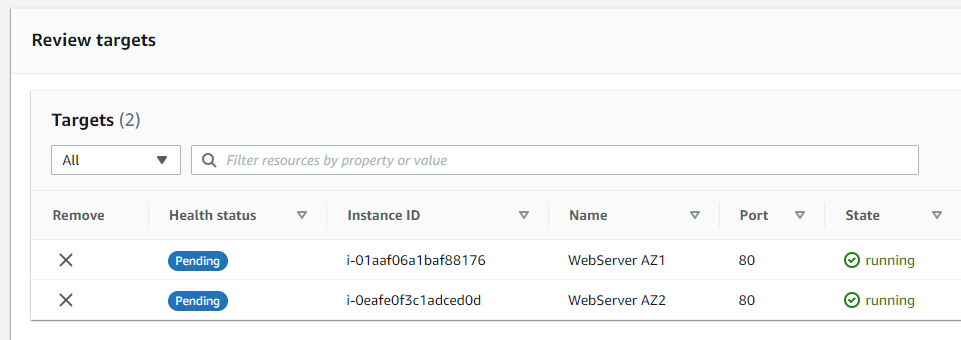 Review targets
Targets (2)
All Filter resources by property or value
Remove Health status Instance ID Name Port State
Pending i-01aaf06a1baf88176 WebServer AZ1 80 running
Pending i-0eafe0f3c1adced0d WebServer AZ2 80 running